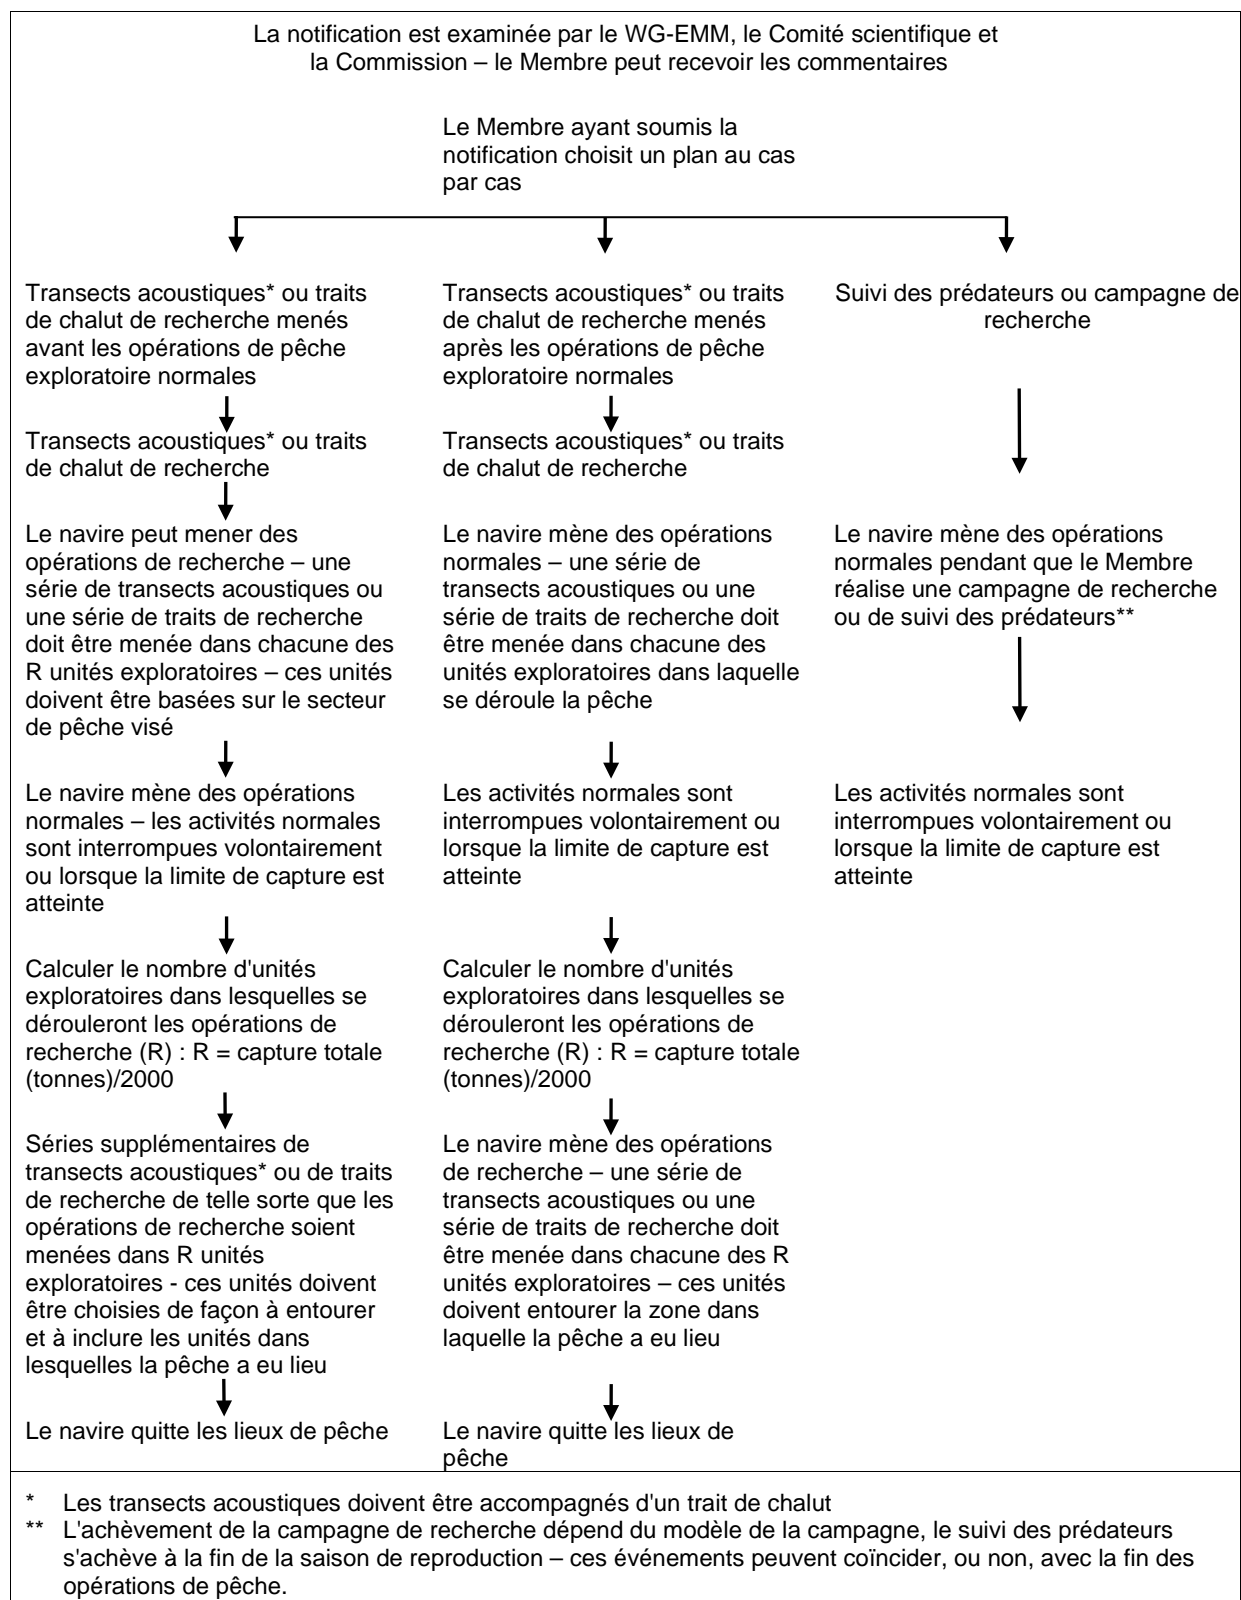 La notification est examinée par le WG-EMM, le Comité scientifique et
la Commission – le Membre peut recevoir les commentaires
Le Membre ayant soumis la
notification choisit un plan au cas
par cas
Transects acoustiques* ou traits
de chalut de recherche menés
avant les opérations de pêche
exploratoire normales
Transects acoustiques* ou traits
de chalut de recherche
Le navire peut mener des
opérations de recherche – une
série de transects acoustiques ou
une série de traits de recherche
doit être menée dans chacune des
R unités exploratoires – ces unités
doivent être basées sur le secteur
de pêche visé
Le navire mène des opérations
normales – les activités normales
sont interrompues volontairement
ou lorsque la limite de capture est
atteinte
Calculer le nombre d'unités
exploratoires dans lesquelles se
dérouleront les opérations de
recherche (R) : R = capture totale
(tonnes)/2000
Séries supplémentaires de
transects acoustiques* ou de traits
de recherche de telle sorte que les
opérations de recherche soient
menées dans R unités
exploratoires - ces unités doivent
être choisies de façon à entourer
et à inclure les unités dans
lesquelles la pêche a eu lieu
Le navire quitte les lieux de pêche
Transects acoustiques* ou traits
de chalut de recherche menés
après les opérations de pêche
exploratoire normales
Transects acoustiques* ou traits
de chalut de recherche
Le navire mène des opérations
normales – une série de
transects acoustiques ou une
série de traits de recherche doit
être menée dans chacune des
unités exploratoires dans laquelle
se déroule la pêche
Les activités normales sont
interrompues volontairement ou
lorsque la limite de capture est
atteinte
Calculer le nombre d'unités
exploratoires dans lesquelles se
dérouleront les opérations de
recherche (R) : R = capture totale
(tonnes)/2000
Le navire mène des opérations
de recherche – une série de
transects acoustiques ou une
série de traits de recherche doit
être menée dans chacune des R
unités exploratoires – ces unités
doivent entourer la zone dans
laquelle la pêche a eu lieu
Le navire quitte les lieux de
pêche
Suivi des prédateurs ou campagne de
recherche
Le navire mène des opérations
normales pendant que le Membre
réalise une campagne de recherche
ou de suivi des prédateurs**
Les activités normales sont
interrompues volontairement ou
lorsque la limite de capture est
atteinte
* Les transects acoustiques doivent être accompagnés d'un trait de chalut
** L'achèvement de la campagne de recherche dépend du modèle de la campagne, le suivi des prédateurs
s'achève à la fin de la saison de reproduction – ces événements peuvent coïncider, ou non, avec la fin des
opérations de pêche.